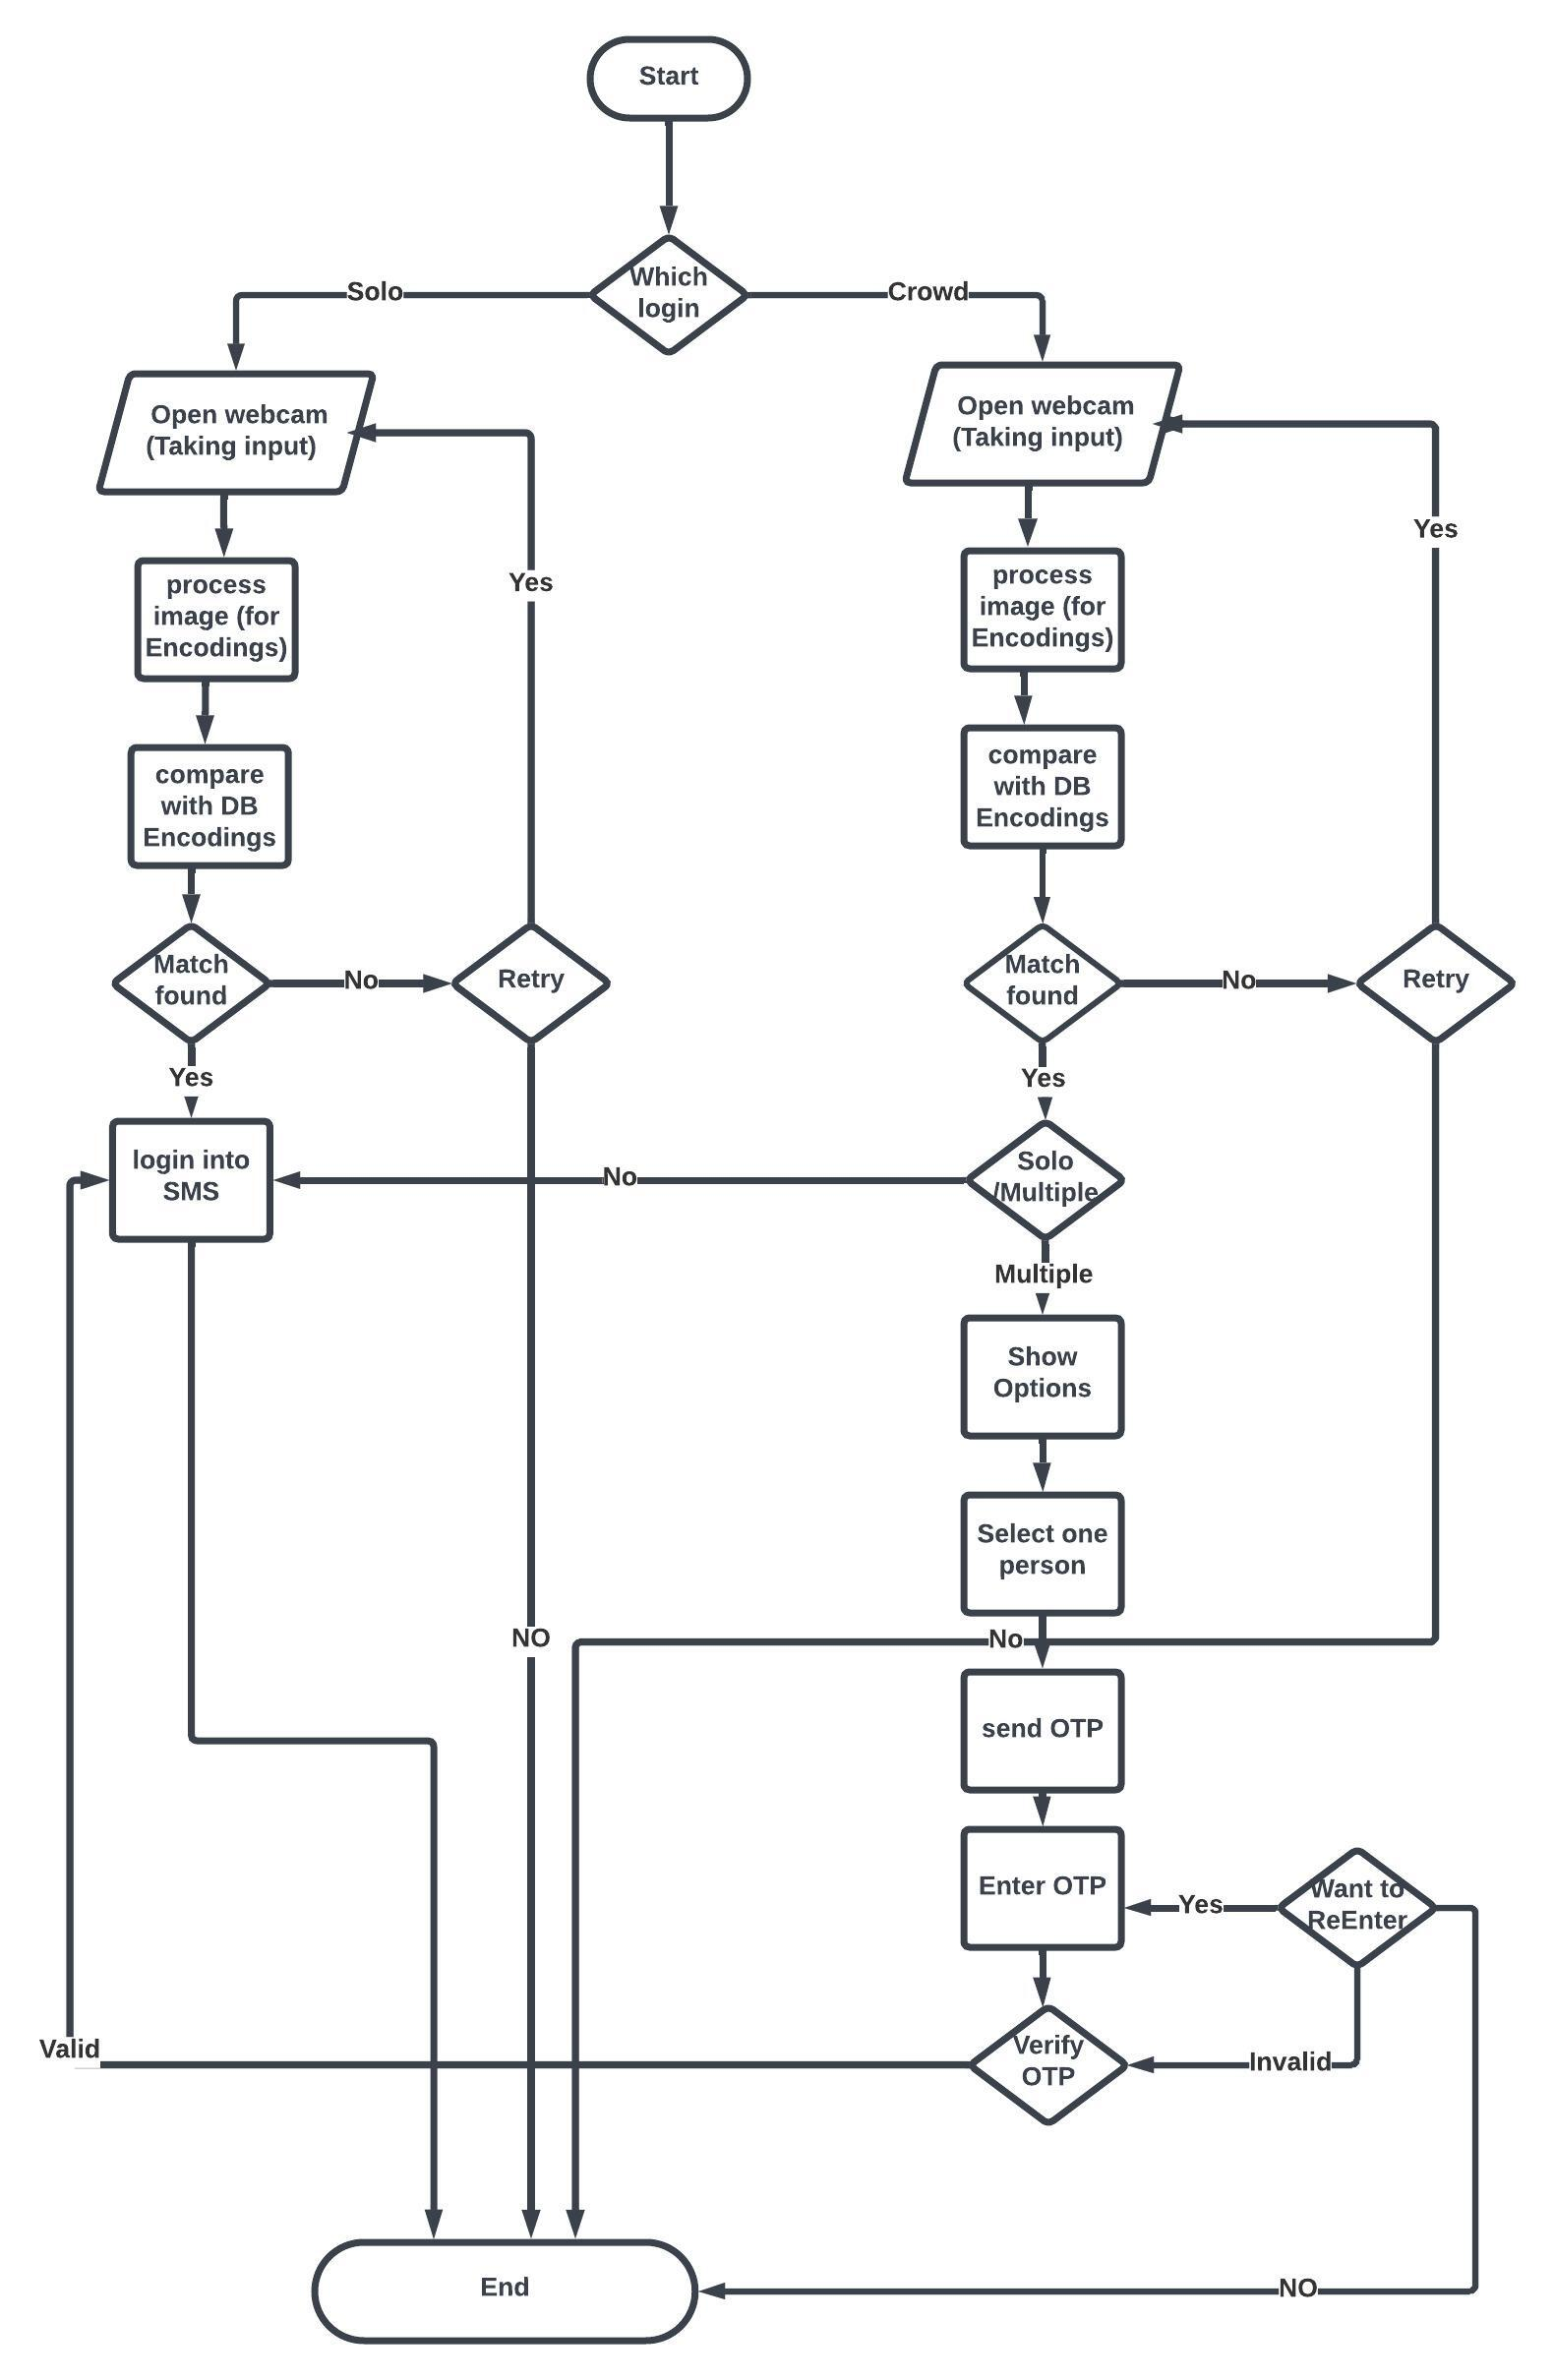 Start
Which
login
Solo
Crowd
Open webcam
(Taking input)
Open webcam
(Taking input)
Yes
Yes
process
image (for
Encodings)
process
image (for
Encodings)
compare
with DB
Encodings
compare
with DB
Encodings
Match
found
No
Retry
Match
found
No
Retry
Yes
Yes
login into
SMS
No
Solo
/Multiple
Multiple
Show
Options
Select one
person
NO
No
send OTP
Enter OTP
Yes
Want to
ReEnter
Valid
Verify
OTP
Invalid
End
NO